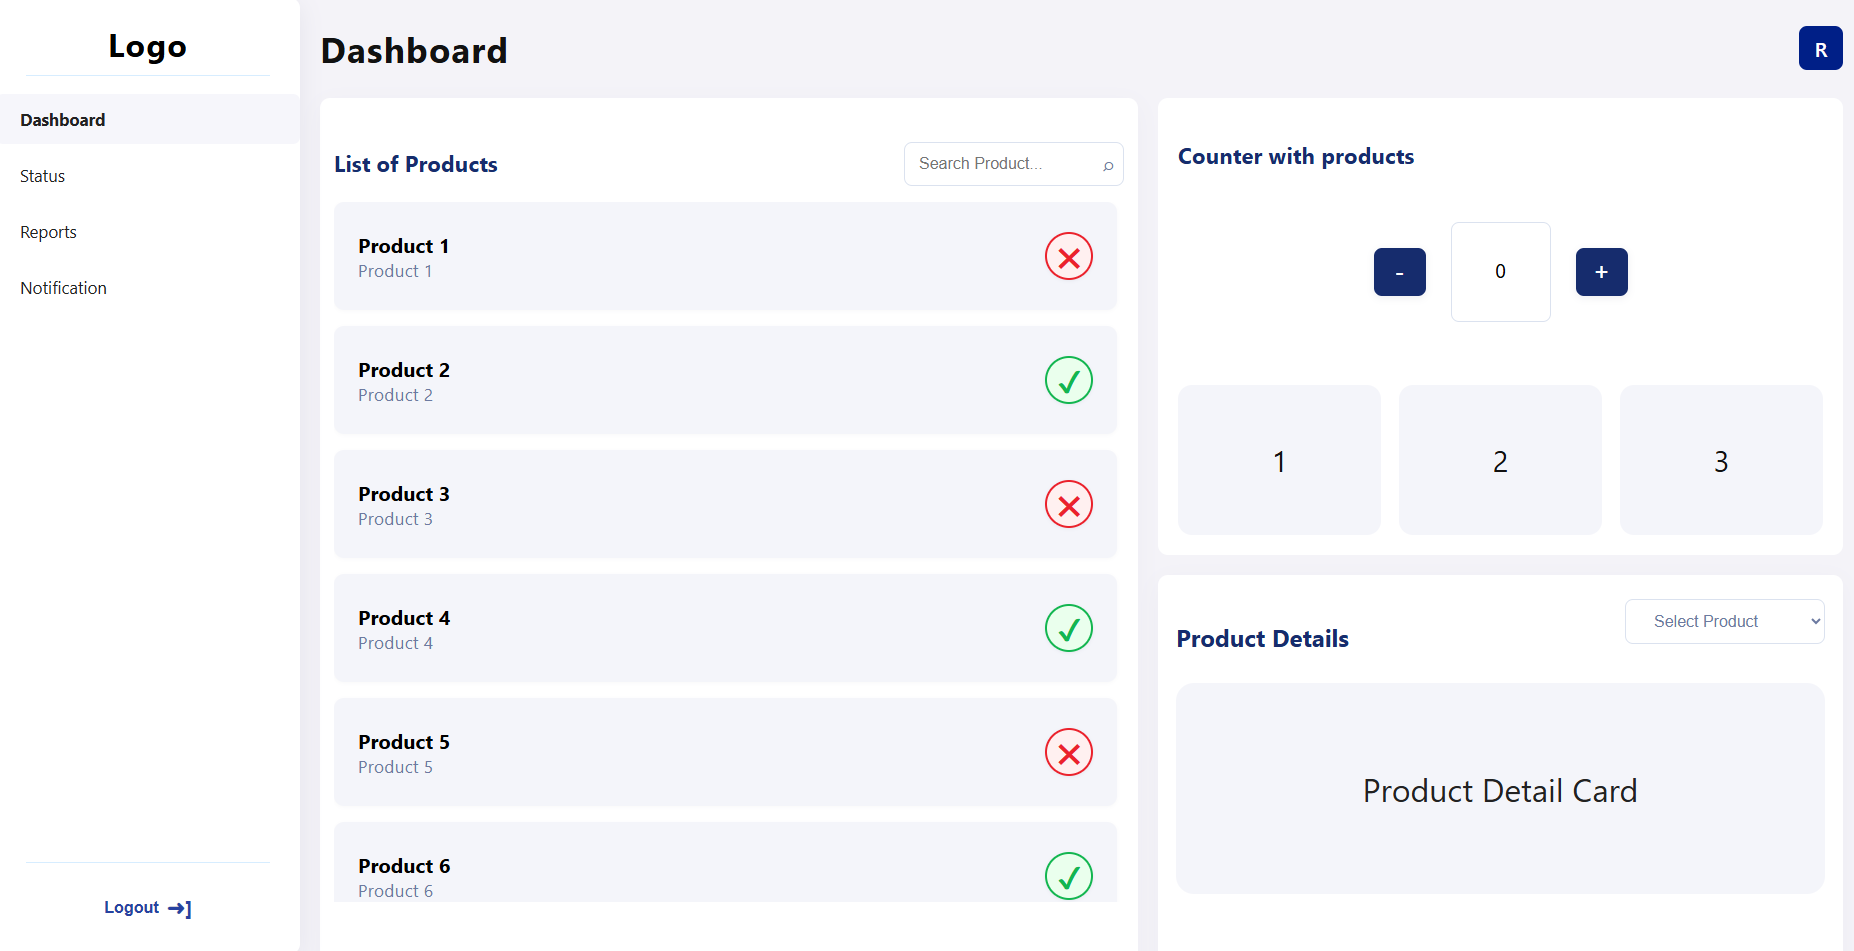 Logo
Dashboard
Status
Reports
Notification
Logout
Dashboard
R
List of Products
Search Product...
Product 1
Product 1
Product 2
Product 2
Product 3
Product 3
Product 4
Product 4
Product 5
Product 5
Product 6
Product 6
Counter with products
- 0 +
1 2 3
Product Details
Select Product
Product Detail Card